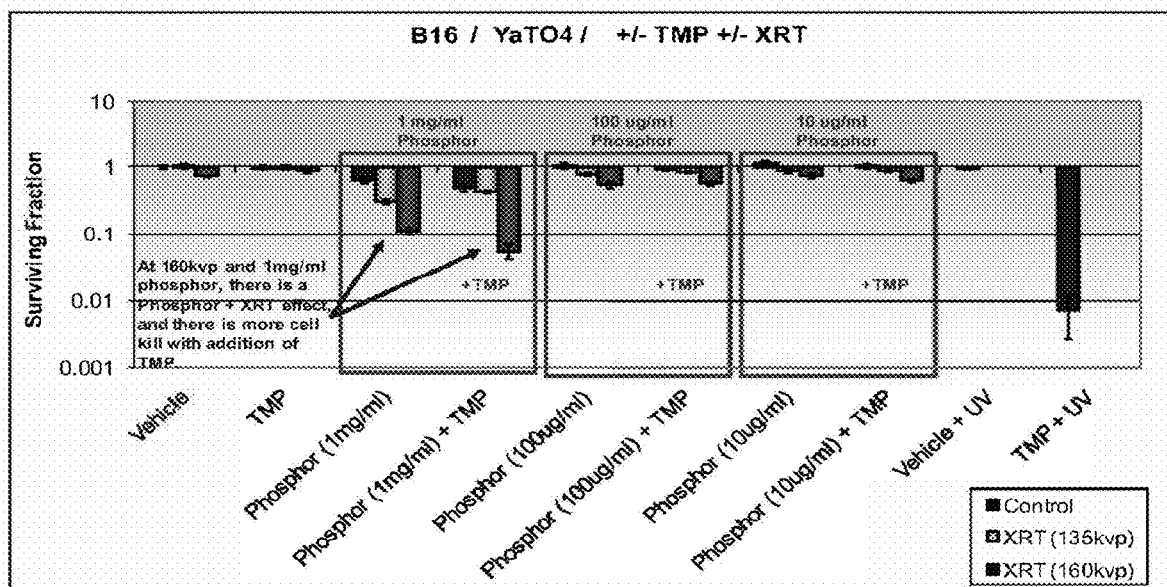 B16 / YaTO4 / +/- TMP +/- XRT
Surviving Fraction
10
1
0.1
0.01
0.001
1 mg/ml
Phosphor
100 ug/ml
Phosphor
10 ug/ml
Phosphor
At 160kvp and 1mg/ml
phosphor, there is a
Phosphor + XRT effect,
and there is more cell
kill with addition of
TMP.
+TMP
+TMP
+TMP
Vehicle
TMP
Phosphor (1mg/ml)
Phosphor (1mg/ml) + TMP
Phosphor (100ug/ml)
Phosphor (100ug/ml) + TMP
Phosphor (10ug/ml)
Phosphor (10ug/ml) + TMP
Vehicle + UV
TMP + UV
Control
XRT (135kvp)
XRT (160kvp)